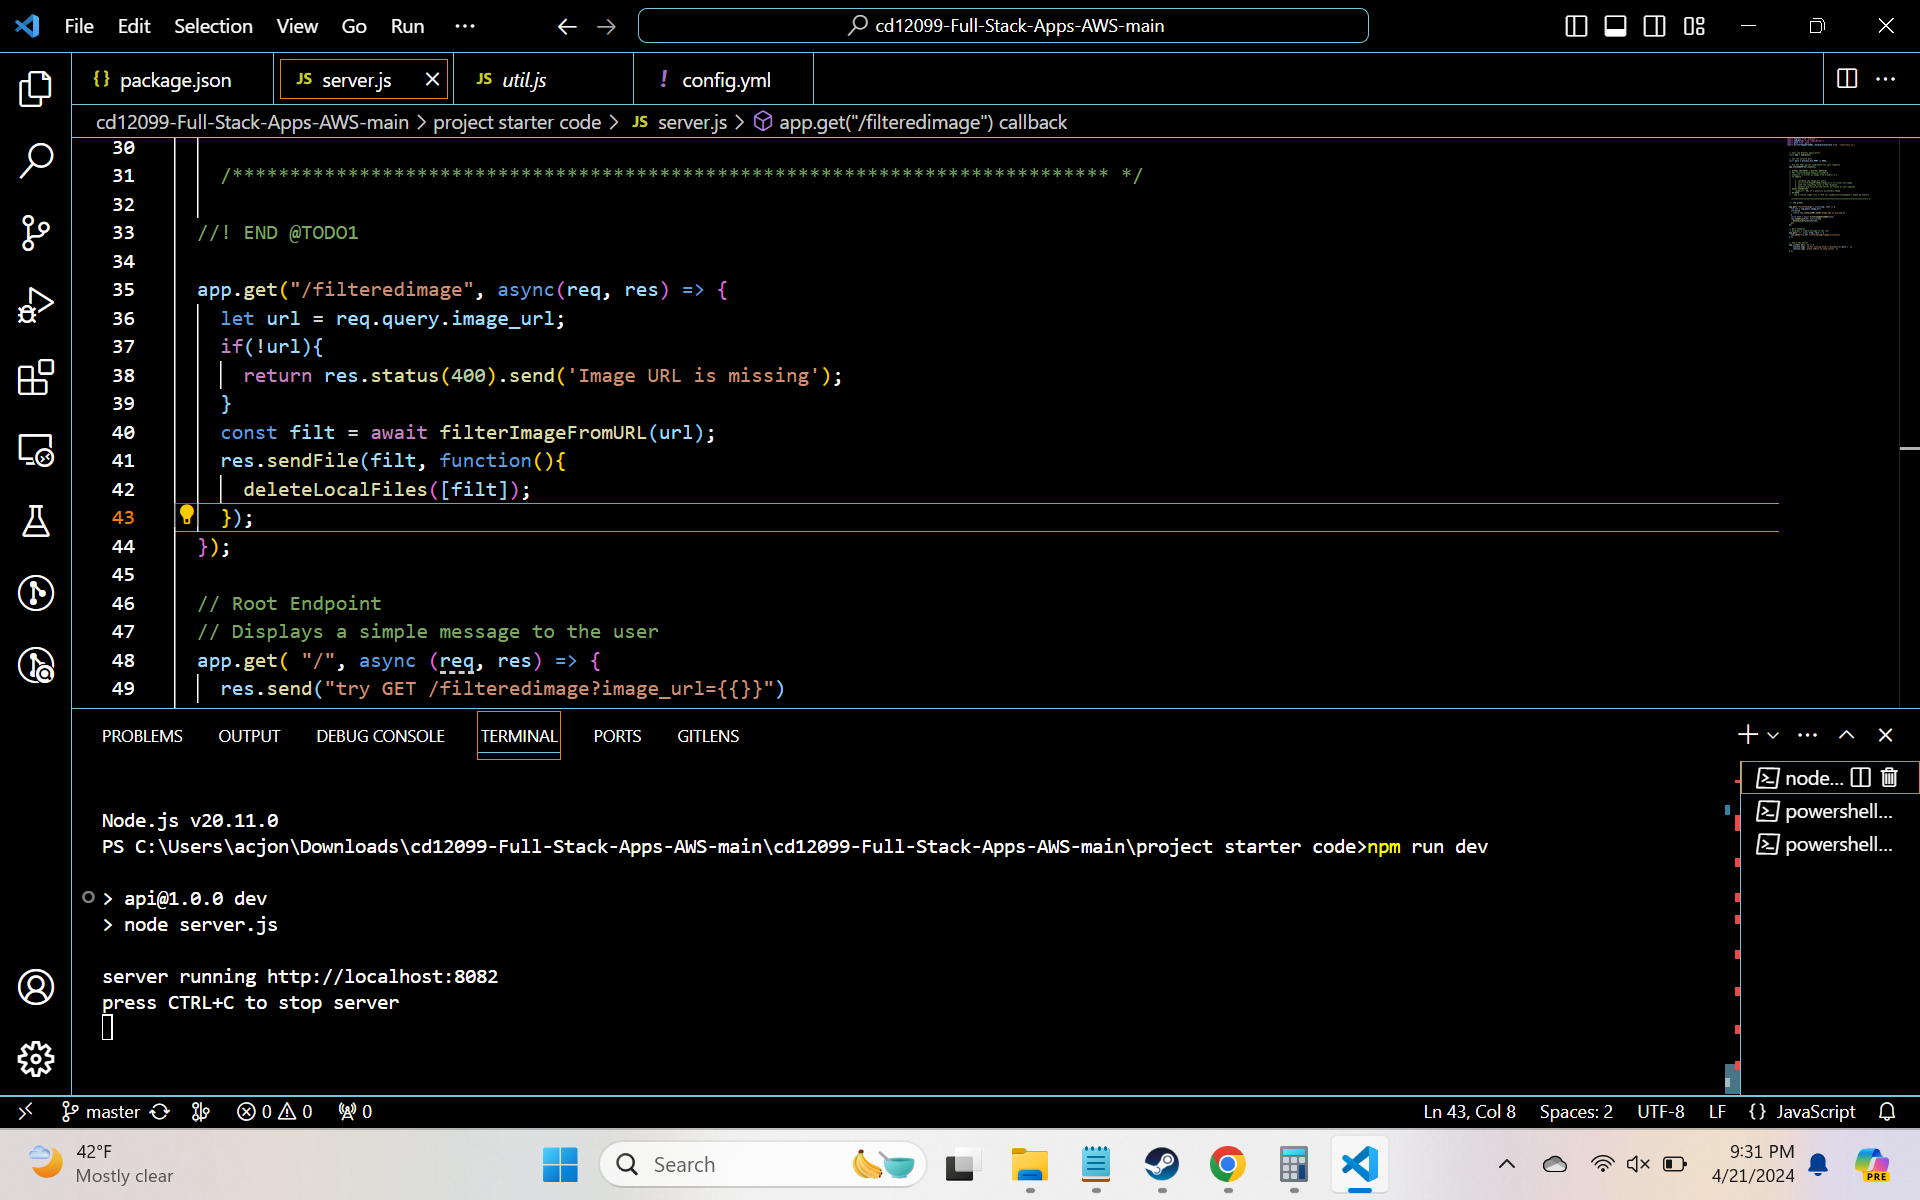 File Edit Selection View Go Run ··· cd12099-Full-Stack-Apps-AWS-main
{} package.json JS server.js JS util.js ! config.yml
cd12099-Full-Stack-Apps-AWS-main > project starter code > JS server.js > app.get("/filteredimage") callback
30
31 /**************************************************************************** */
32
33 //! END @TODO1
34
35 app.get("/filteredimage", async(req, res) => {
36 let url = req.query.image_url;
37 if(!url){
38 return res.status(400).send('Image URL is missing');
39 }
40 const filt = await filterImageFromURL(url);
41 res.sendFile(filt, function(){
42 deleteLocalFiles([filt]);
43 });
44 });
45
46 // Root Endpoint
47 // Displays a simple message to the user
48 app.get( "/", async (req, res) => {
49 res.send("try GET /filteredimage?image_url={{}}")
PROBLEMS OUTPUT DEBUG CONSOLE TERMINAL PORTS GITLENS
node...
powershell...
powershell...
Node.js v20.11.0
PS C:\Users\acjon\Downloads\cd12099-Full-Stack-Apps-AWS-main\cd12099-Full-Stack-Apps-AWS-main\project starter code>npm run dev
> api@1.0.0 dev
> node server.js
server running http://localhost:8082
press CTRL+C to stop server
master 0 0 0 Ln 43, Col 8 Spaces: 2 UTF-8 LF {} JavaScript
42°F
Mostly clear
Search
9:31 PM
4/21/2024
PRE